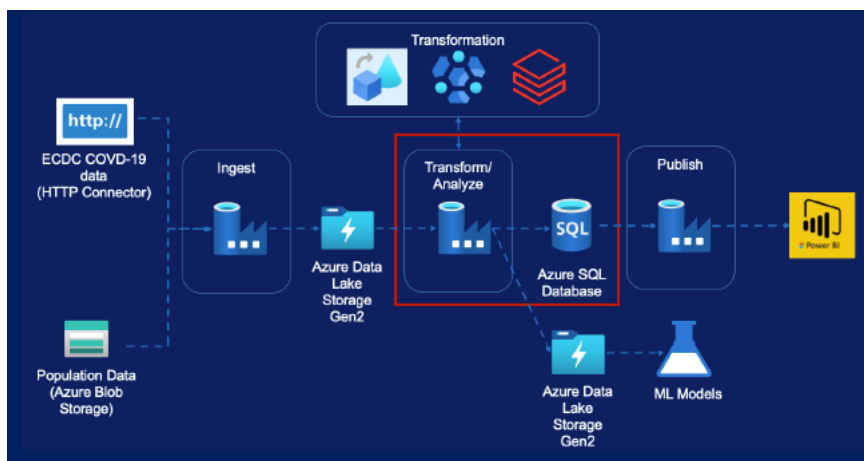 Transformation
http://
ECDC COVD-19
data
(HTTP Connector)
Ingest
Transform/
Analyze
Publish
SQL
Power BI
Azure Data
Lake
Storage
Gen2
Azure SQL
Database
Population Data
(Azure Blob
Storage)
Azure Data
Lake
Storage
Gen2
ML Models